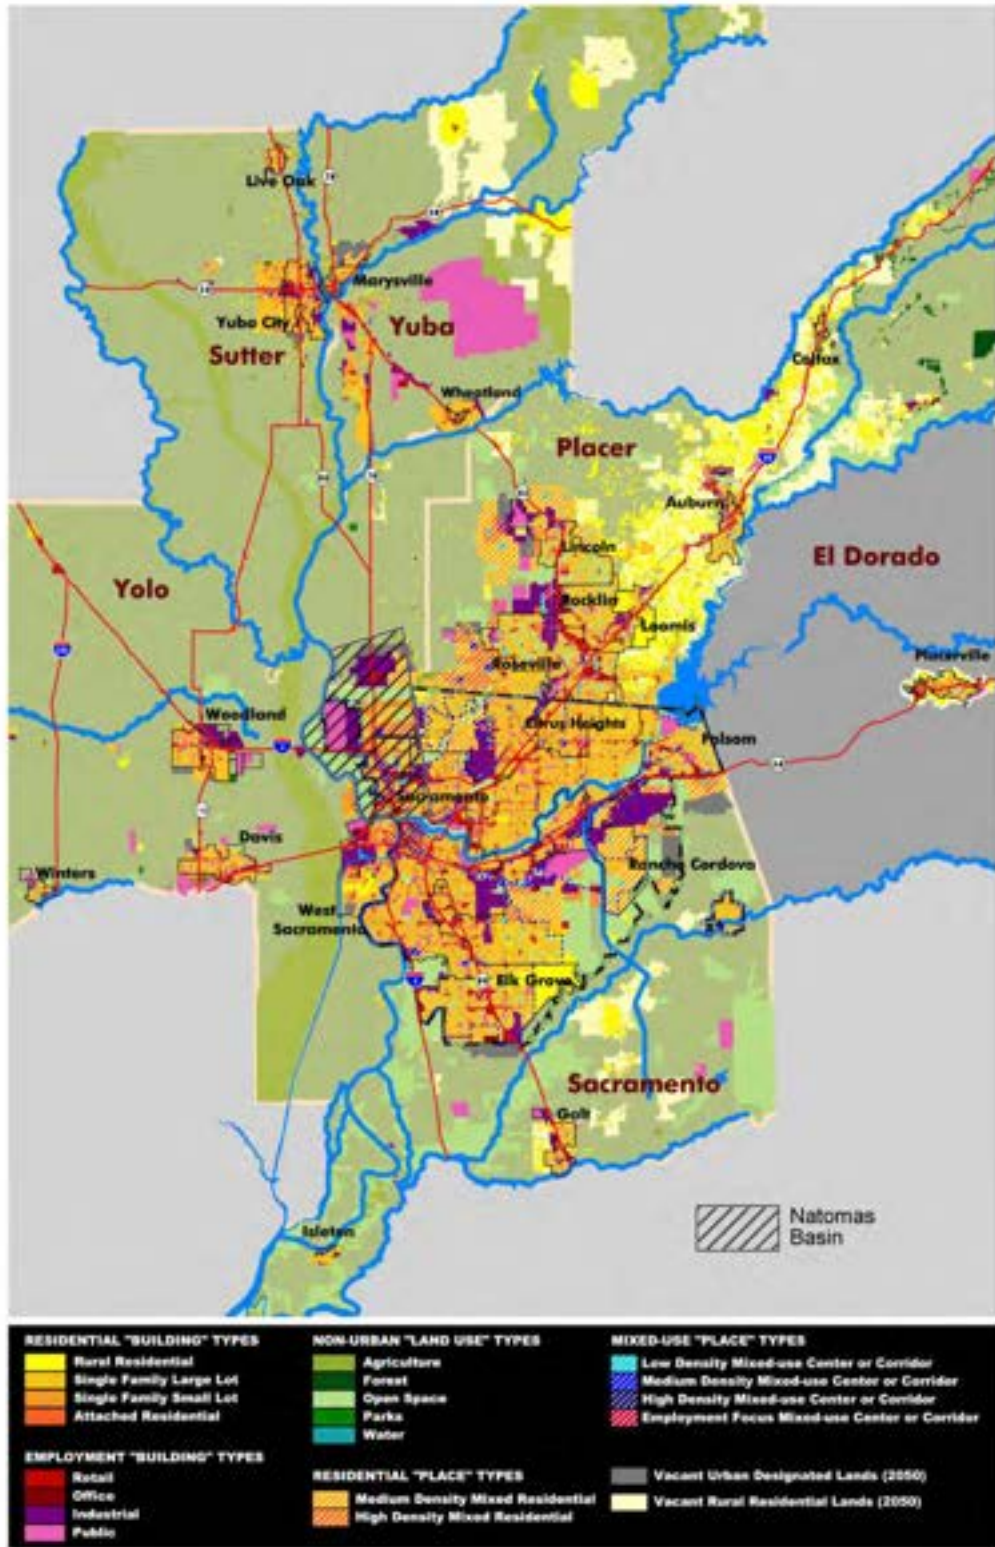 Live Oak
Marysville
Yuba City
Yuba
Sutter
Wheatland
Colfax
Placer
Auburn
Lincoln
El Dorado
Yolo
Rocklin
Loomis
Roseville
Placerville
Woodland
Citrus Heights
Folsom
Sacramento
Davis
Winters
Rancho Cordova
West
Sacramento
Elk Grove
Sacramento
Galt
Isleton
Natomas
Basin
RESIDENTIAL "BUILDING" TYPES
Rural Residential
Single Family Large Lot
Single Family Small Lot
Attached Residential
EMPLOYMENT "BUILDING" TYPES
Retail
Office
Industrial
Public
NON-URBAN "LAND USE" TYPES
Agriculture
Forest
Open Space
Parks
Water
RESIDENTIAL "PLACE" TYPES
Medium Density Mixed Residential
High Density Mixed Residential
MIXED-USE "PLACE" TYPES
Low Density Mixed-use Center or Corridor
Medium Density Mixed-use Center or Corridor
High Density Mixed-use Center or Corridor
Employment Focus Mixed-use Center or Corridor
Vacant Urban Designated Lands (2050)
Vacant Rural Residential Lands (2050)